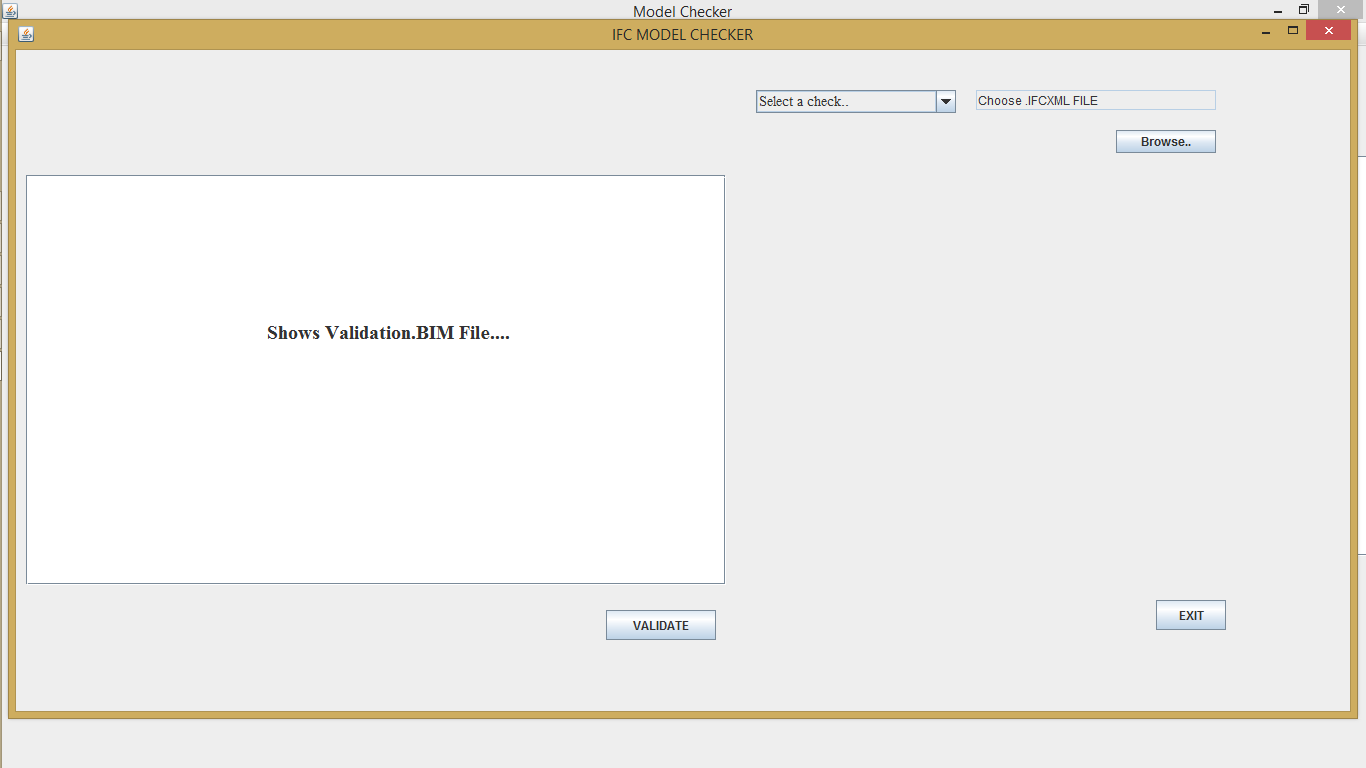 Model Checker
IFC MODEL CHECKER
Select a check..
Choose .IFCXML FILE
Browse..
Shows Validation.BIM File....
VALIDATE
EXIT